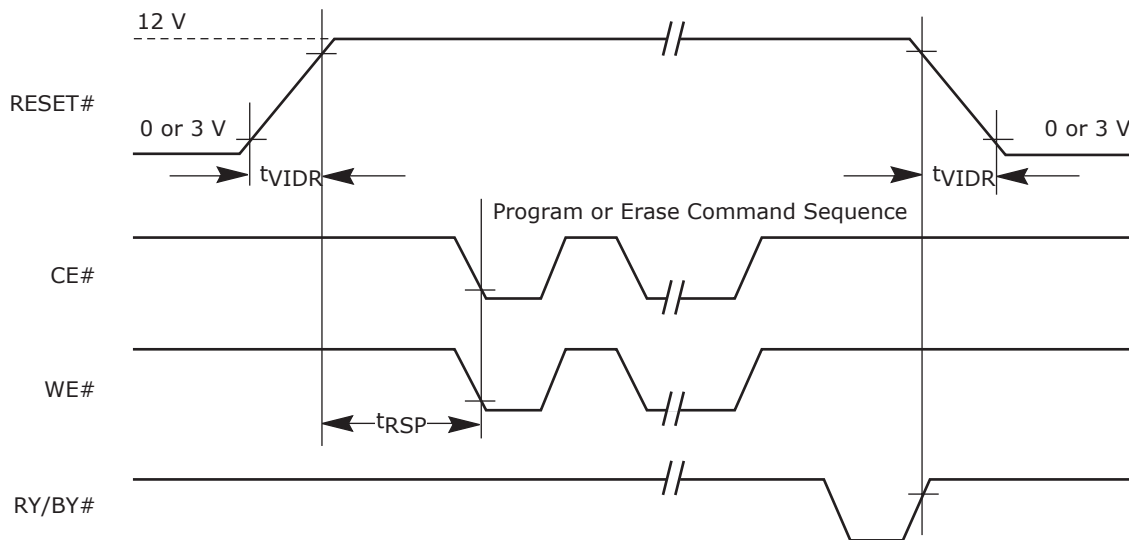 12 V
RESET#
0 or 3 V
0 or 3 V
tVIDR
tVIDR
Program or Erase Command Sequence
CE#
WE#
tRSP
RY/BY#